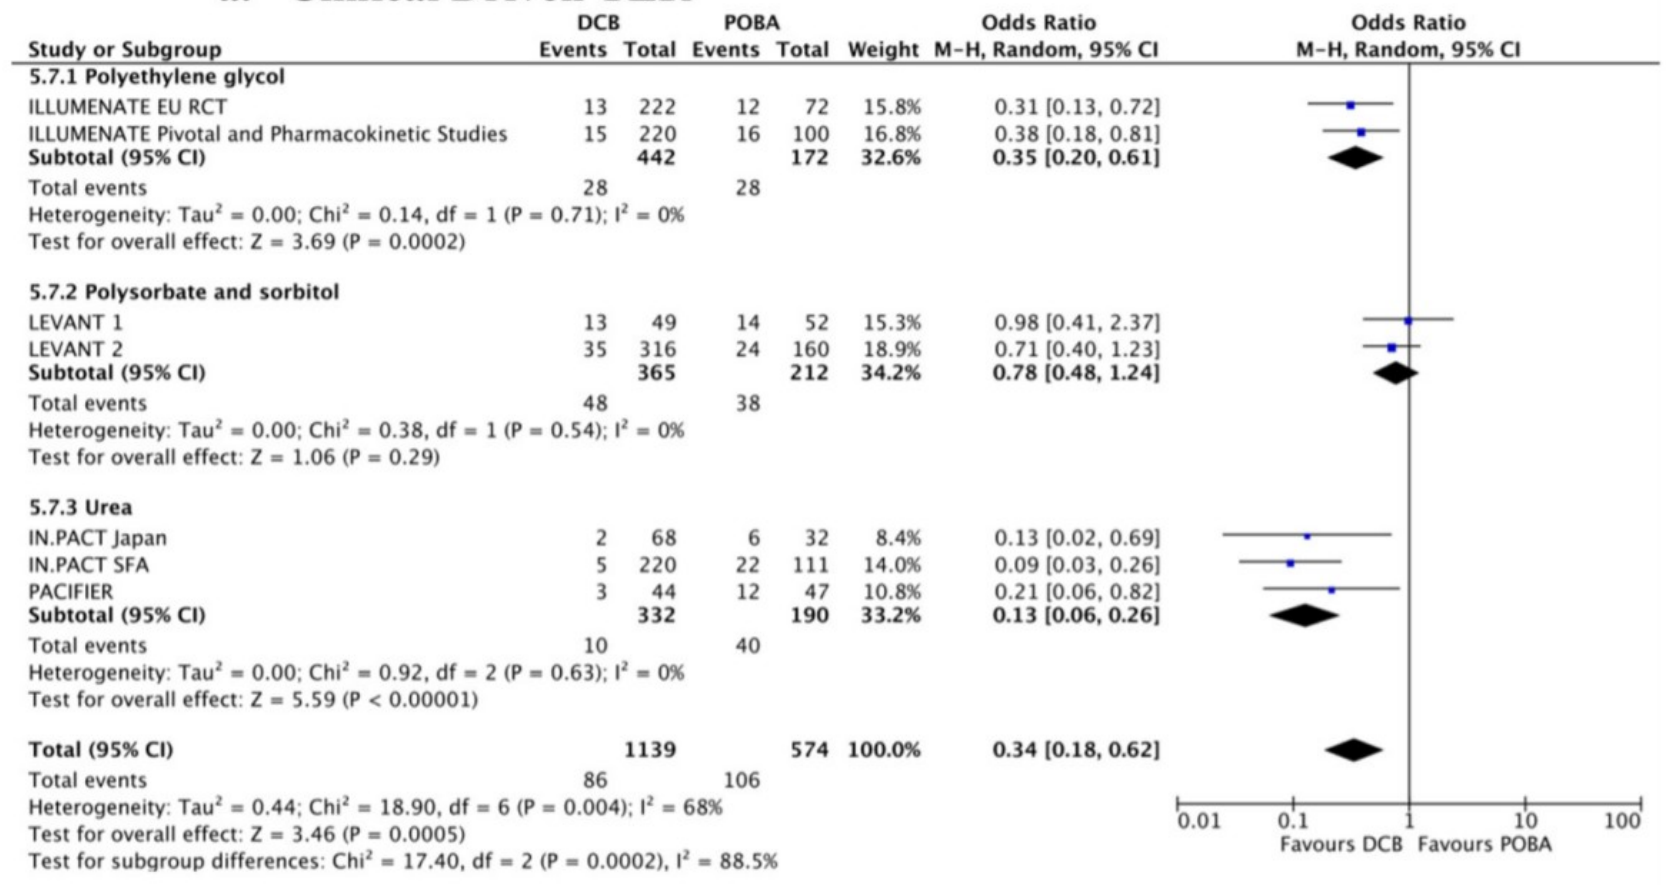 DCB POBA Odds Ratio Odds Ratio
Study or Subgroup Events Total Events Total Weight M-H, Random, 95% CI M-H, Random, 95% CI
5.7.1 Polyethylene glycol
ILLUMENATE EU RCT 13 222 12 72 15.8% 0.31 [0.13, 0.72]
ILLUMENATE Pivotal and Pharmacokinetic Studies 15 220 16 100 16.8% 0.38 [0.18, 0.81]
Subtotal (95% CI) 442 172 32.6% 0.35 [0.20, 0.61]
Total events 28 28
Heterogeneity: Tau² = 0.00; Chi² = 0.14, df = 1 (P = 0.71); I² = 0%
Test for overall effect: Z = 3.69 (P = 0.0002)
5.7.2 Polysorbate and sorbitol
LEVANT 1 13 49 14 52 15.3% 0.98 [0.41, 2.37]
LEVANT 2 35 316 24 160 18.9% 0.71 [0.40, 1.23]
Subtotal (95% CI) 365 212 34.2% 0.78 [0.48, 1.24]
Total events 48 38
Heterogeneity: Tau² = 0.00; Chi² = 0.38, df = 1 (P = 0.54); I² = 0%
Test for overall effect: Z = 1.06 (P = 0.29)
5.7.3 Urea
IN.PACT Japan 2 68 6 32 8.4% 0.13 [0.02, 0.69]
IN.PACT SFA 5 220 22 111 14.0% 0.09 [0.03, 0.26]
PACIFIER 3 44 12 47 10.8% 0.21 [0.06, 0.82]
Subtotal (95% CI) 332 190 33.2% 0.13 [0.06, 0.26]
Total events 10 40
Heterogeneity: Tau² = 0.00; Chi² = 0.92, df = 2 (P = 0.63); I² = 0%
Test for overall effect: Z = 5.59 (P < 0.00001)
Total (95% CI) 1139 574 100.0% 0.34 [0.18, 0.62]
Total events 86 106
Heterogeneity: Tau² = 0.44; Chi² = 18.90, df = 6 (P = 0.004); I² = 68%
Test for overall effect: Z = 3.46 (P = 0.0005)
Test for subgroup differences: Chi² = 17.40, df = 2 (P = 0.0002), I² = 88.5%
0.01 0.1 1 10 100
Favours DCB Favours POBA